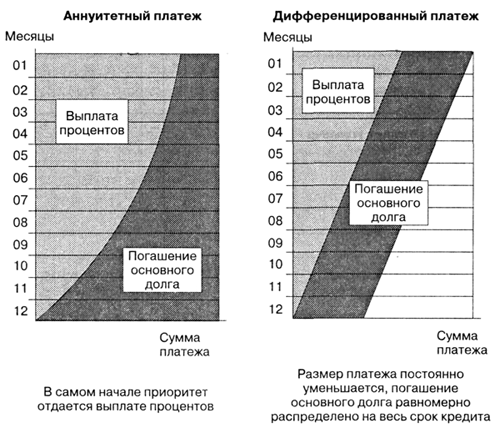 Аннуитетный платеж
Месяцы
01
02
03
04
05
06
07
08
09
10
11
12
Выплата
процентов
Погашение
основного
долга
Сумма
платежа
В самом начале приоритет
отдается выплате процентов
Дифференцированный платеж
Месяцы
01
02
03
04
05
06
07
08
09
10
11
12
Выплата
процентов
Погашение
основного
долга
Сумма
платежа
Размер платежа постоянно
уменьшается, погашение
основного долга равномерно
распределено на весь срок кредита